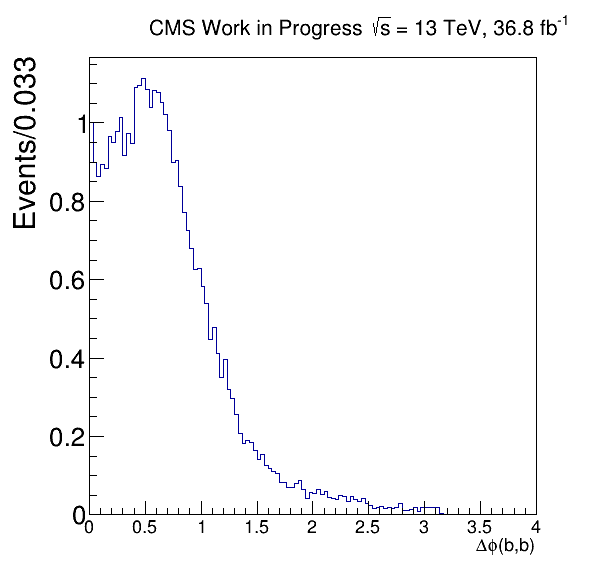 CMS Work in Progress √s = 13 TeV, 36.8 fb⁻¹
Events/0.033
1
0.8
0.6
0.4
0.2
0
0 0.5 1 1.5 2 2.5 3 3.5 4
Δϕ(b,b)